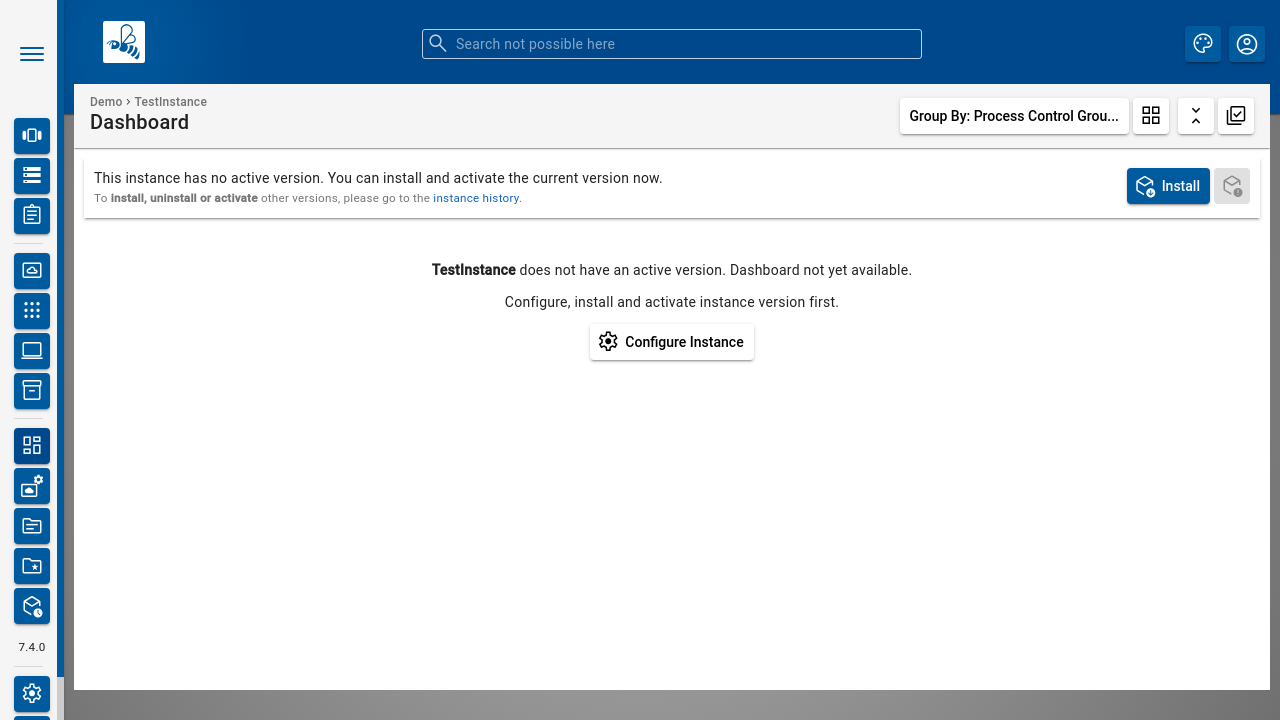 Search not possible here
Demo › TestInstance
Dashboard
Group By: Process Control Grou...
This instance has no active version. You can install and activate the current version now.
To install, uninstall or activate other versions, please go to the instance history.
Install
TestInstance does not have an active version. Dashboard not yet available.
Configure, install and activate instance version first.
Configure Instance
7.4.0